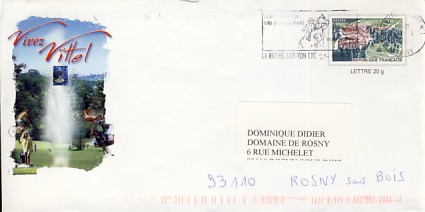 Vivez Vittel
LA ROCHE-SUR-YON CTC
REPUBLIQUE FRANÇAISE
LETTRE 20 g
DOMINIQUE DIDIER
DOMAINE DE ROSNY
6 RUE MICHELET
93110 ROSNY sous BOIS